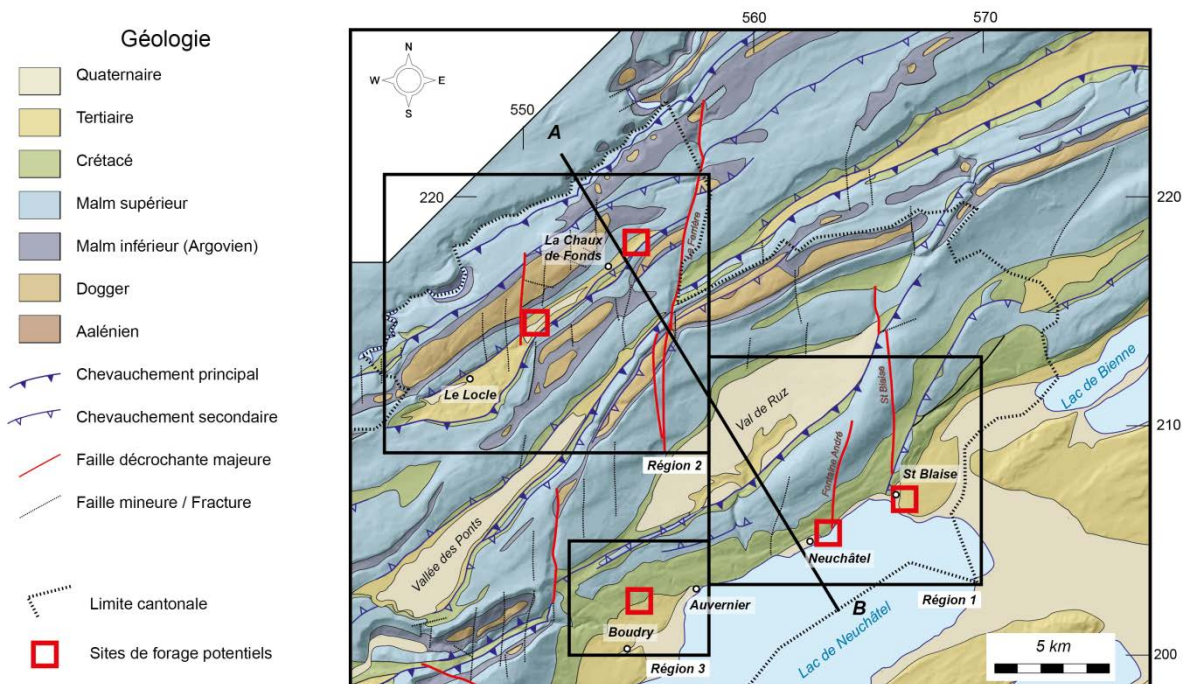 Géologie
Quaternaire
Tertiaire
Crétacé
Malm supérieur
Malm inférieur (Argovien)
Dogger
Aalénien
Chevauchement principal
Chevauchement secondaire
Faille décrochante majeure
Faille mineure / Fracture
Limite cantonale
Sites de forage potentiels
560
570
N
W E
S
550
A
220
220
La Ferrière
La Chaux
de Fonds
Le Locle
Lac de Bienne
Val de Ruz
St Blaise
210
Région 2
Fontaine André
St Blaise
Vallée des Ponts
Neuchâtel
Auvernier
B
Région 1
Boudry
Lac de Neuchâtel
5 km
Région 3
200